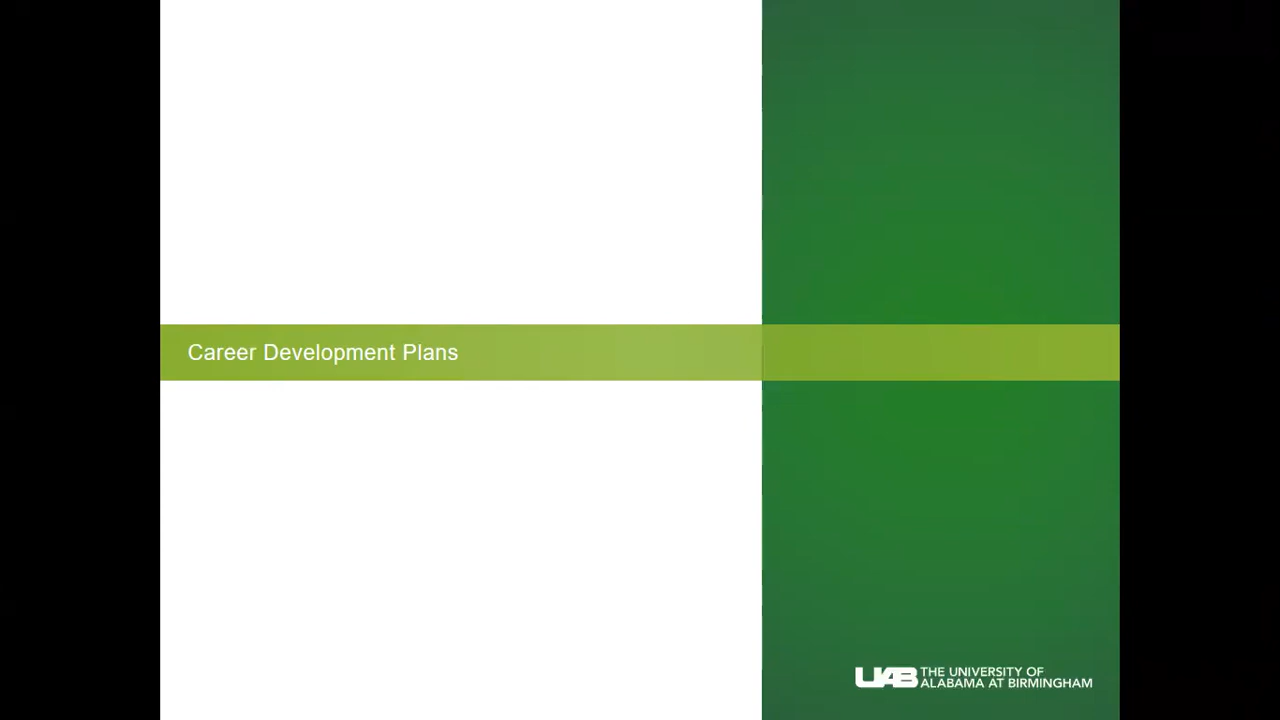 Career Development Plans
UAB THE UNIVERSITY OF
ALABAMA AT BIRMINGHAM